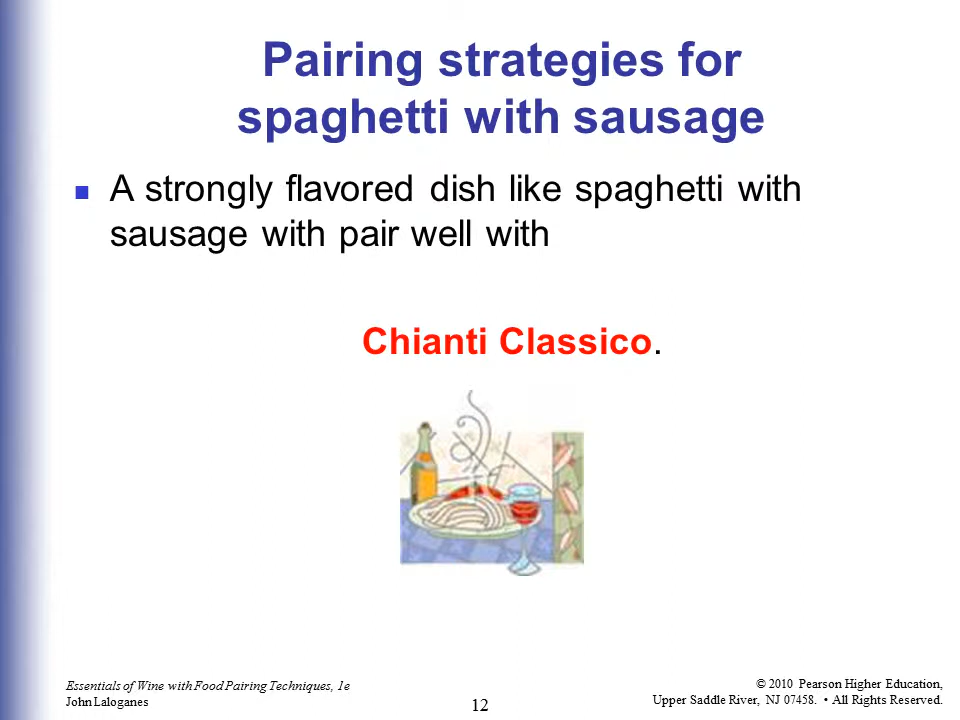 Pairing strategies for
spaghetti with sausage
A strongly flavored dish like spaghetti with
sausage with pair well with
Chianti Classico.
Essentials of Wine with Food Pairing Techniques, 1e
John Laloganes
12
© 2010 Pearson Higher Education,
Upper Saddle River, NJ 07458. • All Rights Reserved.